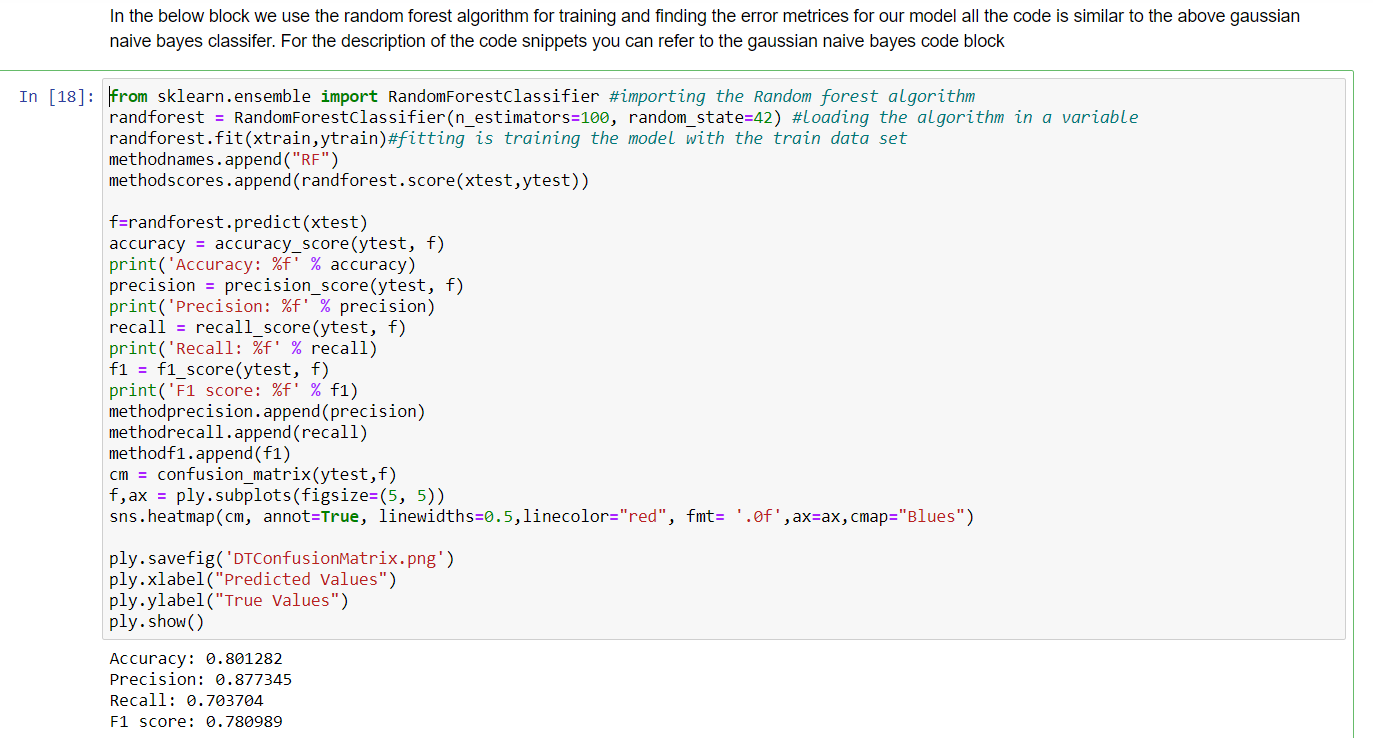 In the below block we use the random forest algorithm for training and finding the error metrices for our model all the code is similar to the above gaussian
naive bayes classifer. For the description of the code snippets you can refer to the gaussian naive bayes code block
In [18]: from sklearn.ensemble import RandomForestClassifier #importing the Random forest algorithm
randforest = RandomForestClassifier(n_estimators=100, random_state=42) #loading the algorithm in a variable
randforest.fit(xtrain,ytrain)#fitting is training the model with the train data set
methodnames.append("RF")
methodscores.append(randforest.score(xtest,ytest))
f=randforest.predict(xtest)
accuracy = accuracy_score(ytest, f)
print('Accuracy: %f' % accuracy)
precision = precision_score(ytest, f)
print('Precision: %f' % precision)
recall = recall_score(ytest, f)
print('Recall: %f' % recall)
f1 = f1_score(ytest, f)
print('F1 score: %f' % f1)
methodprecision.append(precision)
methodrecall.append(recall)
methodf1.append(f1)
cm = confusion_matrix(ytest,f)
f,ax = ply.subplots(figsize=(5, 5))
sns.heatmap(cm, annot=True, linewidths=0.5,linecolor="red", fmt= '.0f',ax=ax,cmap="Blues")
ply.savefig('DTConfusionMatrix.png')
ply.xlabel("Predicted Values")
ply.ylabel("True Values")
ply.show()
Accuracy: 0.801282
Precision: 0.877345
Recall: 0.703704
F1 score: 0.780989